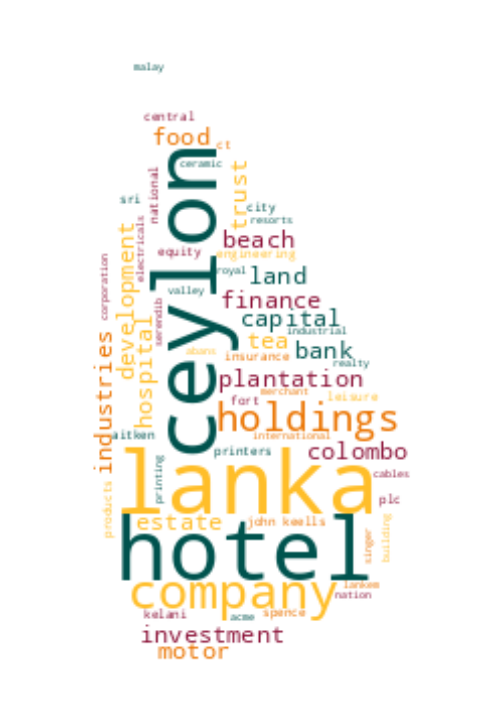 malay
central
food
ct
ceylon
ceramic
national
trust
sri
city
resorts
electricals
development
beach
equity
engineering
corporation
royal
land
valley
finance
serendib
capital
industrial
hospital
industries
tea
bank
abans
insurance
realty
plantation
merchant
leisure
fort
holdings
aitken
international
colombo
printers
lanka
printing
cables
products
plc
estate
john keells
hotel
building
singer
company
lankem
nation
kelani
acme
spence
investment
motor